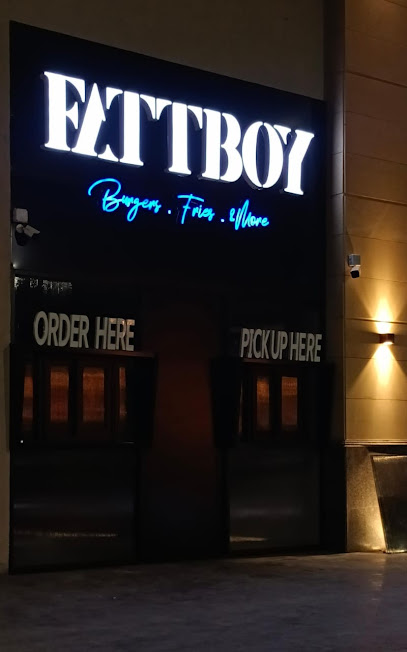 FATTBOY
Burgers . Fries . &More
ORDER HERE
PICK UP HERE